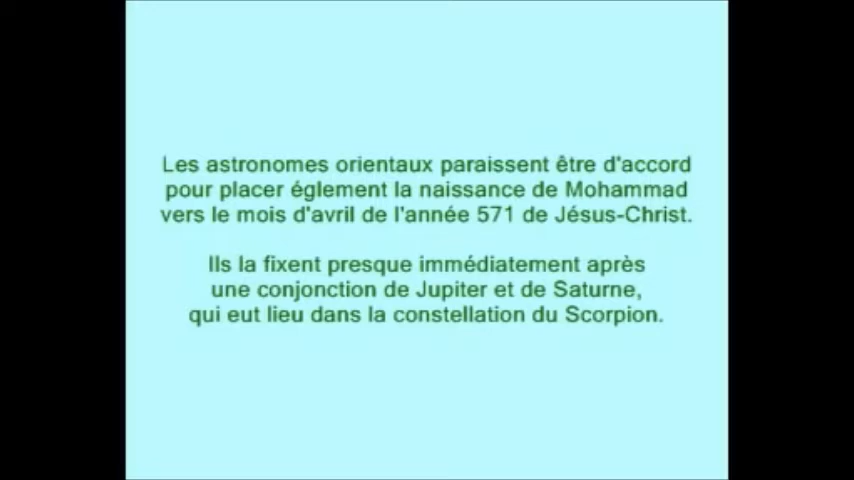 Les astronomes orientaux paraissent être d'accord
pour placer églement la naissance de Mohammad
vers le mois d'avril de l'année 571 de Jésus-Christ.
Ils la fixent presque immédiatement après
une conjonction de Jupiter et de Saturne,
qui eut lieu dans la constellation du Scorpion.